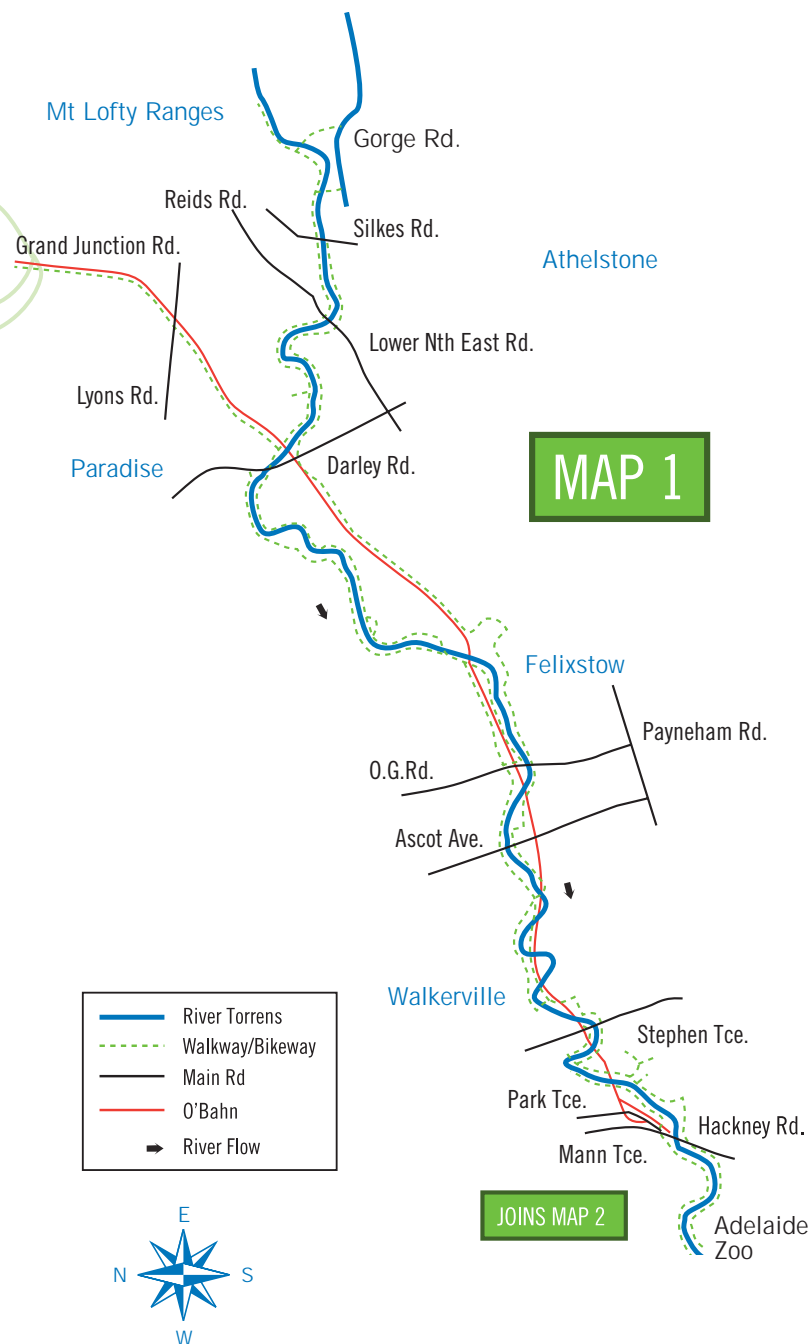 Mt Lofty Ranges
Gorge Rd.
Reids Rd.
Silkes Rd.
Grand Junction Rd.
Athelstone
Lower Nth East Rd.
Lyons Rd.
Paradise
Darley Rd.
MAP 1
Felixstow
Payneham Rd.
O.G.Rd.
Ascot Ave.
Walkerville
Stephen Tce.
Park Tce.
Hackney Rd.
Mann Tce.
Adelaide
Zoo
JOINS MAP 2
River Torrens
Walkway/Bikeway
Main Rd
O'Bahn
River Flow
E
N
S
W